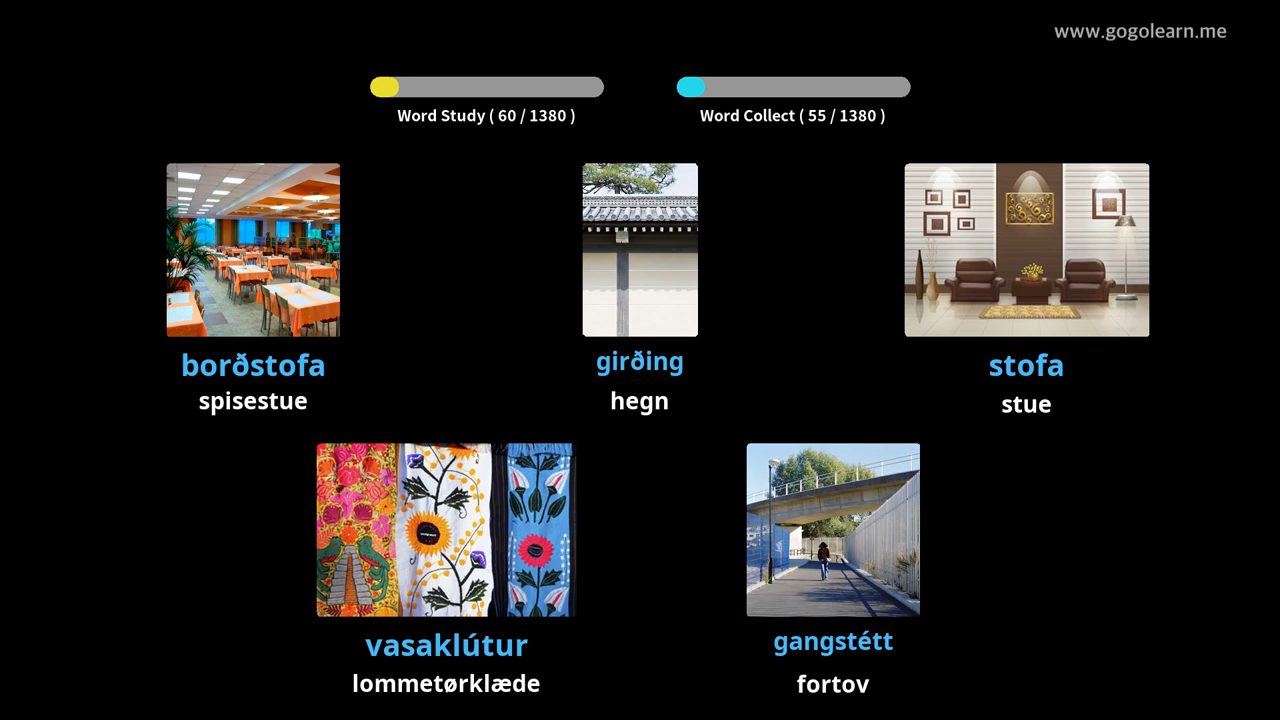 www.gogolearn.me
Word Study ( 60 / 1380 )
Word Collect ( 55 / 1380 )
borðstofa
spisestue
girðing
hegn
stofa
stue
vasaklútur
lommetørklæde
gangstétt
fortov